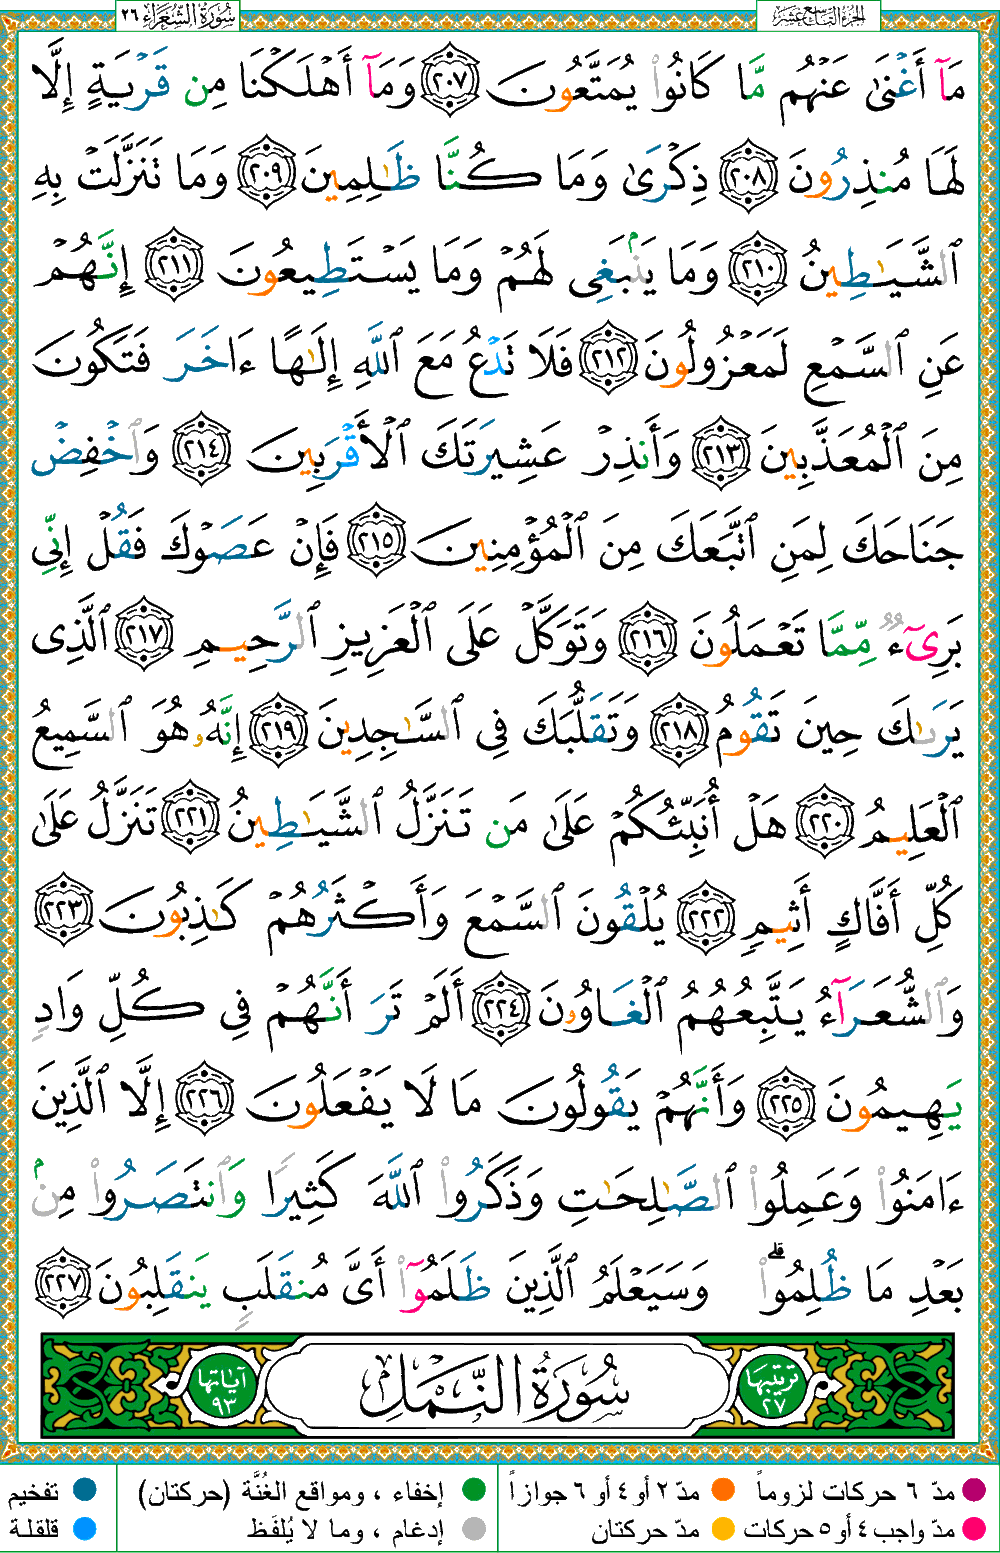 الجزء التاسع عشر
سُورَةُ الشُّعَرَاءِ ٢٦
مَآ أَغْنَىٰ عَنْهُم مَّا كَانُوا۟ يُمَتَّعُونَ ٢٠٧ وَمَآ أَهْلَكْنَا مِن قَرْيَةٍ إِلَّا
لَهَا مُنذِرُونَ ٢٠٨ ذِكْرَىٰ وَمَا كُنَّا ظَـٰلِمِينَ ٢٠٩ وَمَا تَنَزَّلَتْ بِهِ
ٱلشَّيَـٰطِينُ ٢١٠ وَمَا يَنۢبَغِى لَهُمْ وَمَا يَسْتَطِيعُونَ ٢١١ إِنَّهُمْ
عَنِ ٱلسَّمْعِ لَمَعْزُولُونَ ٢١٢ فَلَا تَدْعُ مَعَ ٱللَّهِ إِلَـٰهًا ءَاخَرَ فَتَكُونَ
مِنَ ٱلْمُعَذَّبِينَ ٢١٣ وَأَنذِرْ عَشِيرَتَكَ ٱلْأَقْرَبِينَ ٢١٤ وَٱخْفِضْ
جَنَاحَكَ لِمَنِ ٱتَّبَعَكَ مِنَ ٱلْمُؤْمِنِينَ ٢١٥ فَإِنْ عَصَوْكَ فَقُلْ إِنِّى
بَرِىٓءٌ مِّمَّا تَعْمَلُونَ ٢١٦ وَتَوَكَّلْ عَلَى ٱلْعَزِيزِ ٱلرَّحِيمِ ٢١٧ ٱلَّذِى
يَرَىٰكَ حِينَ تَقُومُ ٢١٨ وَتَقَلُّبَكَ فِى ٱلسَّـٰجِدِينَ ٢١٩ إِنَّهُۥ هُوَ ٱلسَّمِيعُ
ٱلْعَلِيمُ ٢٢٠ هَلْ أُنَبِّئُكُمْ عَلَىٰ مَن تَنَزَّلُ ٱلشَّيَـٰطِينُ ٢٢١ تَنَزَّلُ عَلَىٰ
كُلِّ أَفَّاكٍ أَثِيمٍ ٢٢٢ يُلْقُونَ ٱلسَّمْعَ وَأَكْثَرُهُمْ كَـٰذِبُونَ ٢٢٣
وَٱلشُّعَرَآءُ يَتَّبِعُهُمُ ٱلْغَاوُۥنَ ٢٢٤ أَلَمْ تَرَ أَنَّهُمْ فِى كُلِّ وَادٍ
يَهِيمُونَ ٢٢٥ وَأَنَّهُمْ يَقُولُونَ مَا لَا يَفْعَلُونَ ٢٢٦ إِلَّا ٱلَّذِينَ
ءَامَنُوا۟ وَعَمِلُوا۟ ٱلصَّـٰلِحَـٰتِ وَذَكَرُوا۟ ٱللَّهَ كَثِيرًا وَٱنتَصَرُوا۟ مِنۢ
بَعْدِ مَا ظُلِمُوا۟ ۗ وَسَيَعْلَمُ ٱلَّذِينَ ظَلَمُوٓا۟ أَىَّ مُنقَلَبٍ يَنقَلِبُونَ ٢٢٧
ترتيبها ٢٧
سُورَةُ النَّمْلِ
آياتها ٩٣
مدّ ٦ حركات لزوماً
مدّ ٢ أو ٤ أو ٦ جوازاً
إخفاء ، ومواقع الغُنَّة (حركتان)
تفخيم
مدّ واجب ٤ أو ٥ حركات
مدّ حركتان
إدغام ، وما لا يُلفَظ
قلقلة